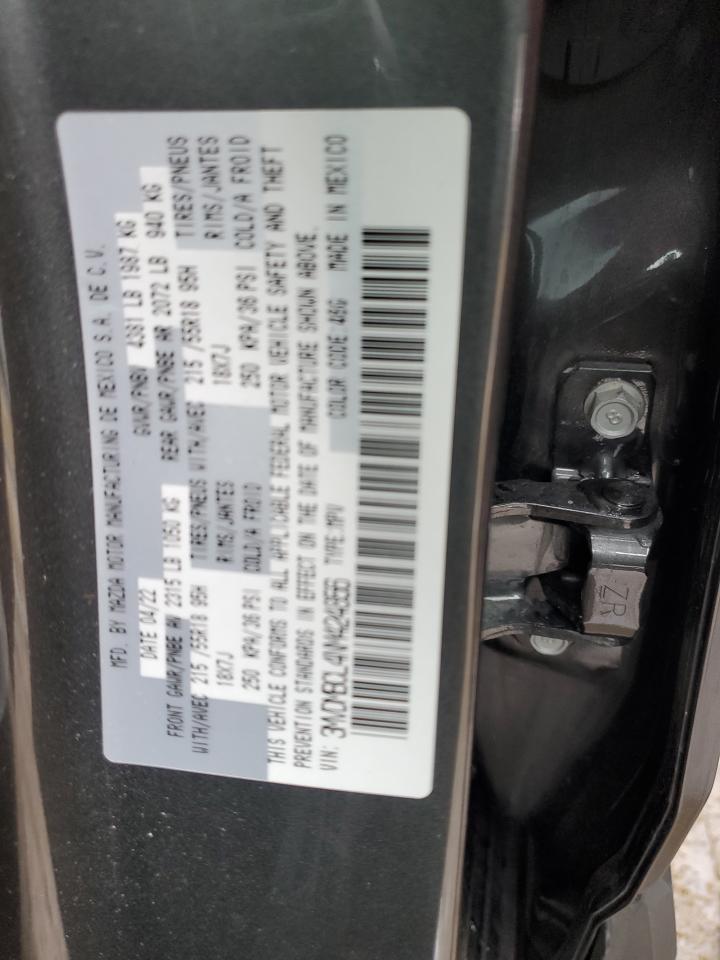 MFD. BY MAZDA MOTOR MANUFACTURING DE MEXICO S.A. DE C.V.
DATE 04/22 GVWR/PNBV 4381 LB 1987 KG
FRONT GAWR/PNBE AV 2315 LB 1050 KG REAR GAWR/PNBE AR 2072 LB 940 KG
WITH/AVEC 215 /55R18 95H TIRES/PNEUS WITH/AVEC 215 /55R18 95H TIRES/PNEUS
18X7J RIMS/JANTES 18X7J RIMS/JANTES
250 KPA/36 PSI COLD/A FROID 250 KPA/36 PSI COLD/A FROID
THIS VEHICLE CONFORMS TO ALL APPLICABLE FEDERAL MOTOR VEHICLE SAFETY AND THEFT
PREVENTION STANDARDS IN EFFECT ON THE DATE OF MANUFACTURE SHOWN ABOVE.
VIN: TYPE:MPV COLOR CODE:46G MADE IN MEXICO
8
ZR